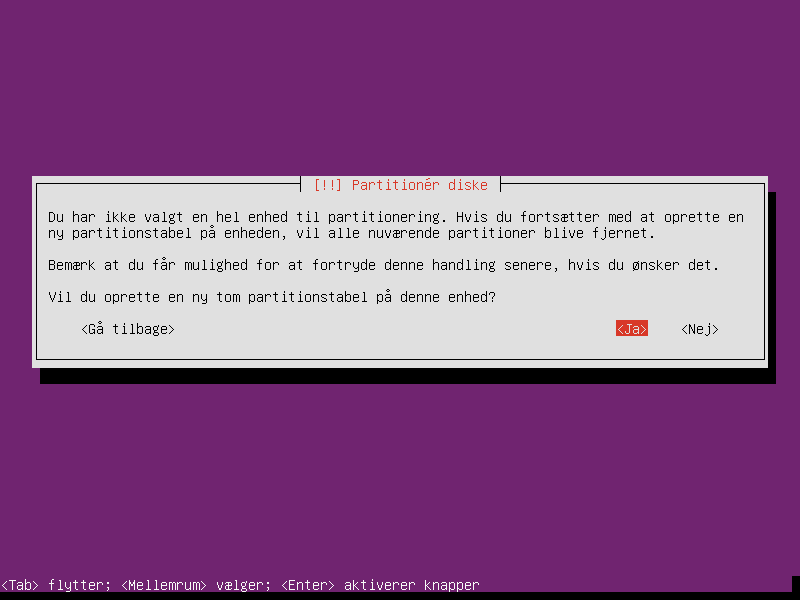 [!!] Partitionér diske
Du har ikke valgt en hel enhed til partitionering. Hvis du fortsætter med at oprette en
ny partitionstabel på enheden, vil alle nuværende partitioner blive fjernet.
Bemærk at du får mulighed for at fortryde denne handling senere, hvis du ønsker det.
Vil du oprette en ny tom partitionstabel på denne enhed?
<Gå tilbage> <Ja> <Nej>
<Tab> flytter; <Mellemrum> vælger; <Enter> aktiverer knapper